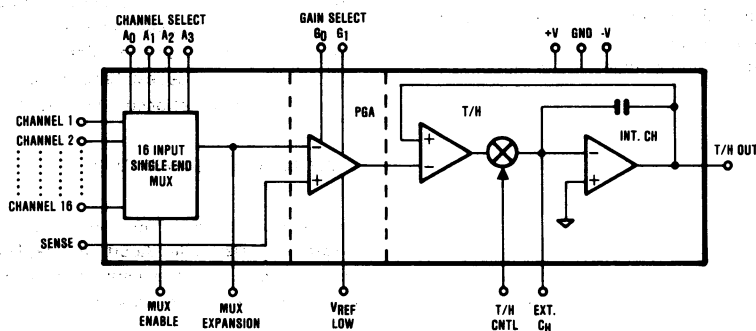 CHANNEL SELECT
A0 A1 A2 A3
GAIN SELECT
G0 G1
+V GND -V
PGA
T/H
CHANNEL 1
CHANNEL 2
CHANNEL 16
SENSE
16 INPUT
SINGLE-END
MUX
- +
+ -
INT. CH
- +
T/H OUT
MUX
ENABLE
MUX
EXPANSION
VREF
LOW
T/H
CNTL
EXT.
CH